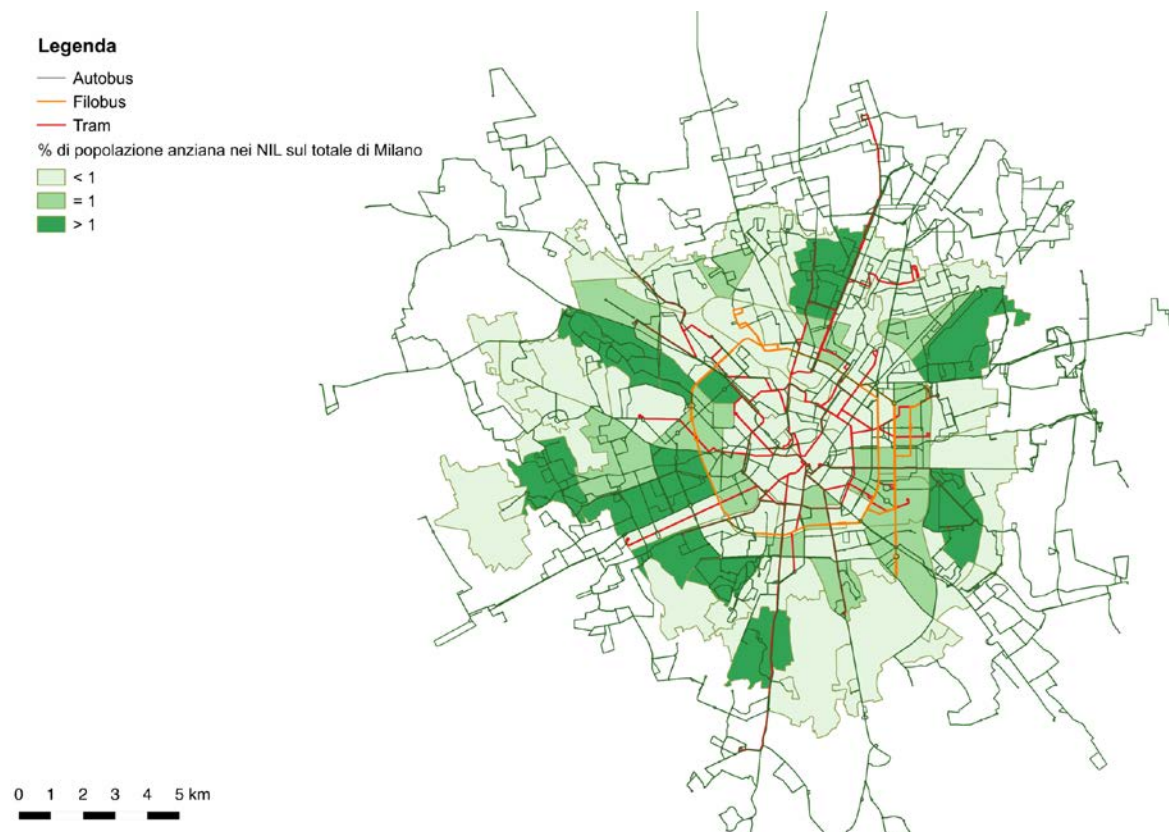 Legenda
Autobus
Filobus
Tram
% di popolazione anziana nei NIL sul totale di Milano
< 1
= 1
> 1
0 1 2 3 4 5 km